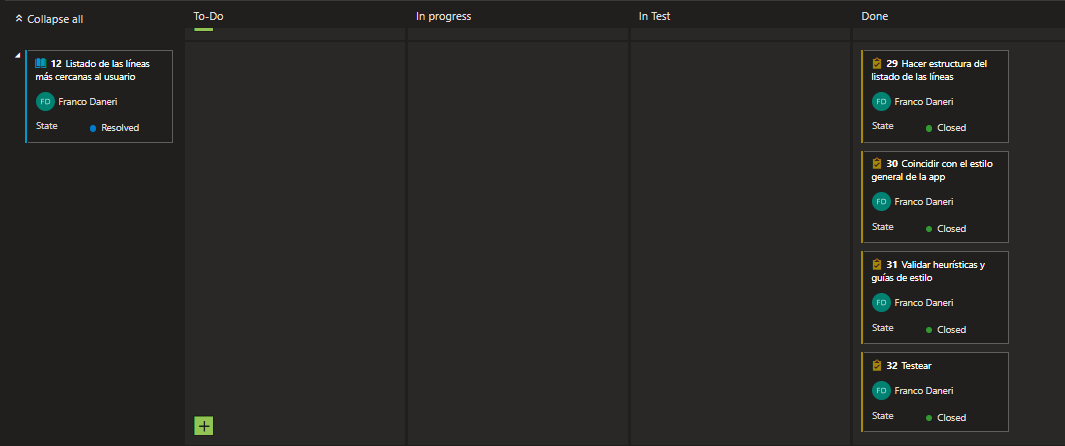 Collapse all
To-Do
In progress
In Test
Done
12 Listado de las líneas
más cercanas al usuario
FD Franco Daneri
State Resolved
29 Hacer estructura del
listado de las líneas
FD Franco Daneri
State Closed
30 Coincidir con el estilo
general de la app
FD Franco Daneri
State Closed
31 Validar heurísticas y
guías de estilo
FD Franco Daneri
State Closed
32 Testear
FD Franco Daneri
State Closed